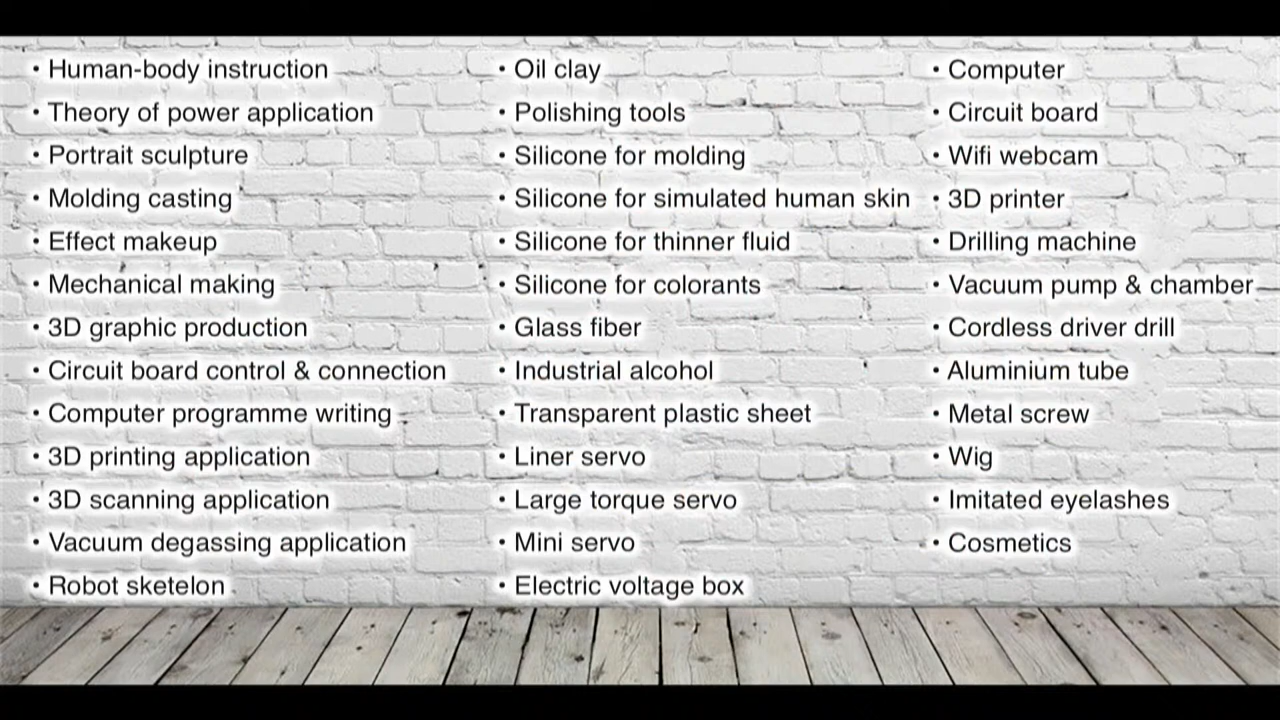 • Human-body instruction
• Theory of power application
• Portrait sculpture
• Molding casting
• Effect makeup
• Mechanical making
• 3D graphic production
• Circuit board control & connection
• Computer programme writing
• 3D printing application
• 3D scanning application
• Vacuum degassing application
• Robot sketelon
• Oil clay
• Polishing tools
• Silicone for molding
• Silicone for simulated human skin
• Silicone for thinner fluid
• Silicone for colorants
• Glass fiber
• Industrial alcohol
• Transparent plastic sheet
• Liner servo
• Large torque servo
• Mini servo
• Electric voltage box
• Computer
• Circuit board
• Wifi webcam
• 3D printer
• Drilling machine
• Vacuum pump & chamber
• Cordless driver drill
• Aluminium tube
• Metal screw
• Wig
• Imitated eyelashes
• Cosmetics